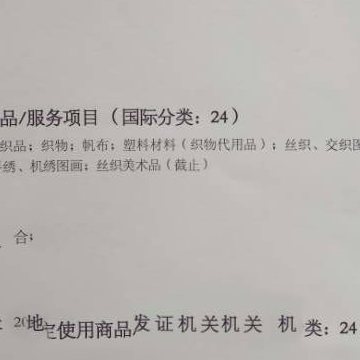 品/服务项目（国际分类：24）
织品；织物；帆布；塑料材料（织物代用品）；丝织、交织图
绣、机绣图画；丝织美术品（截止）
合；
地
定使用商品/发证机关机关 机 类：24